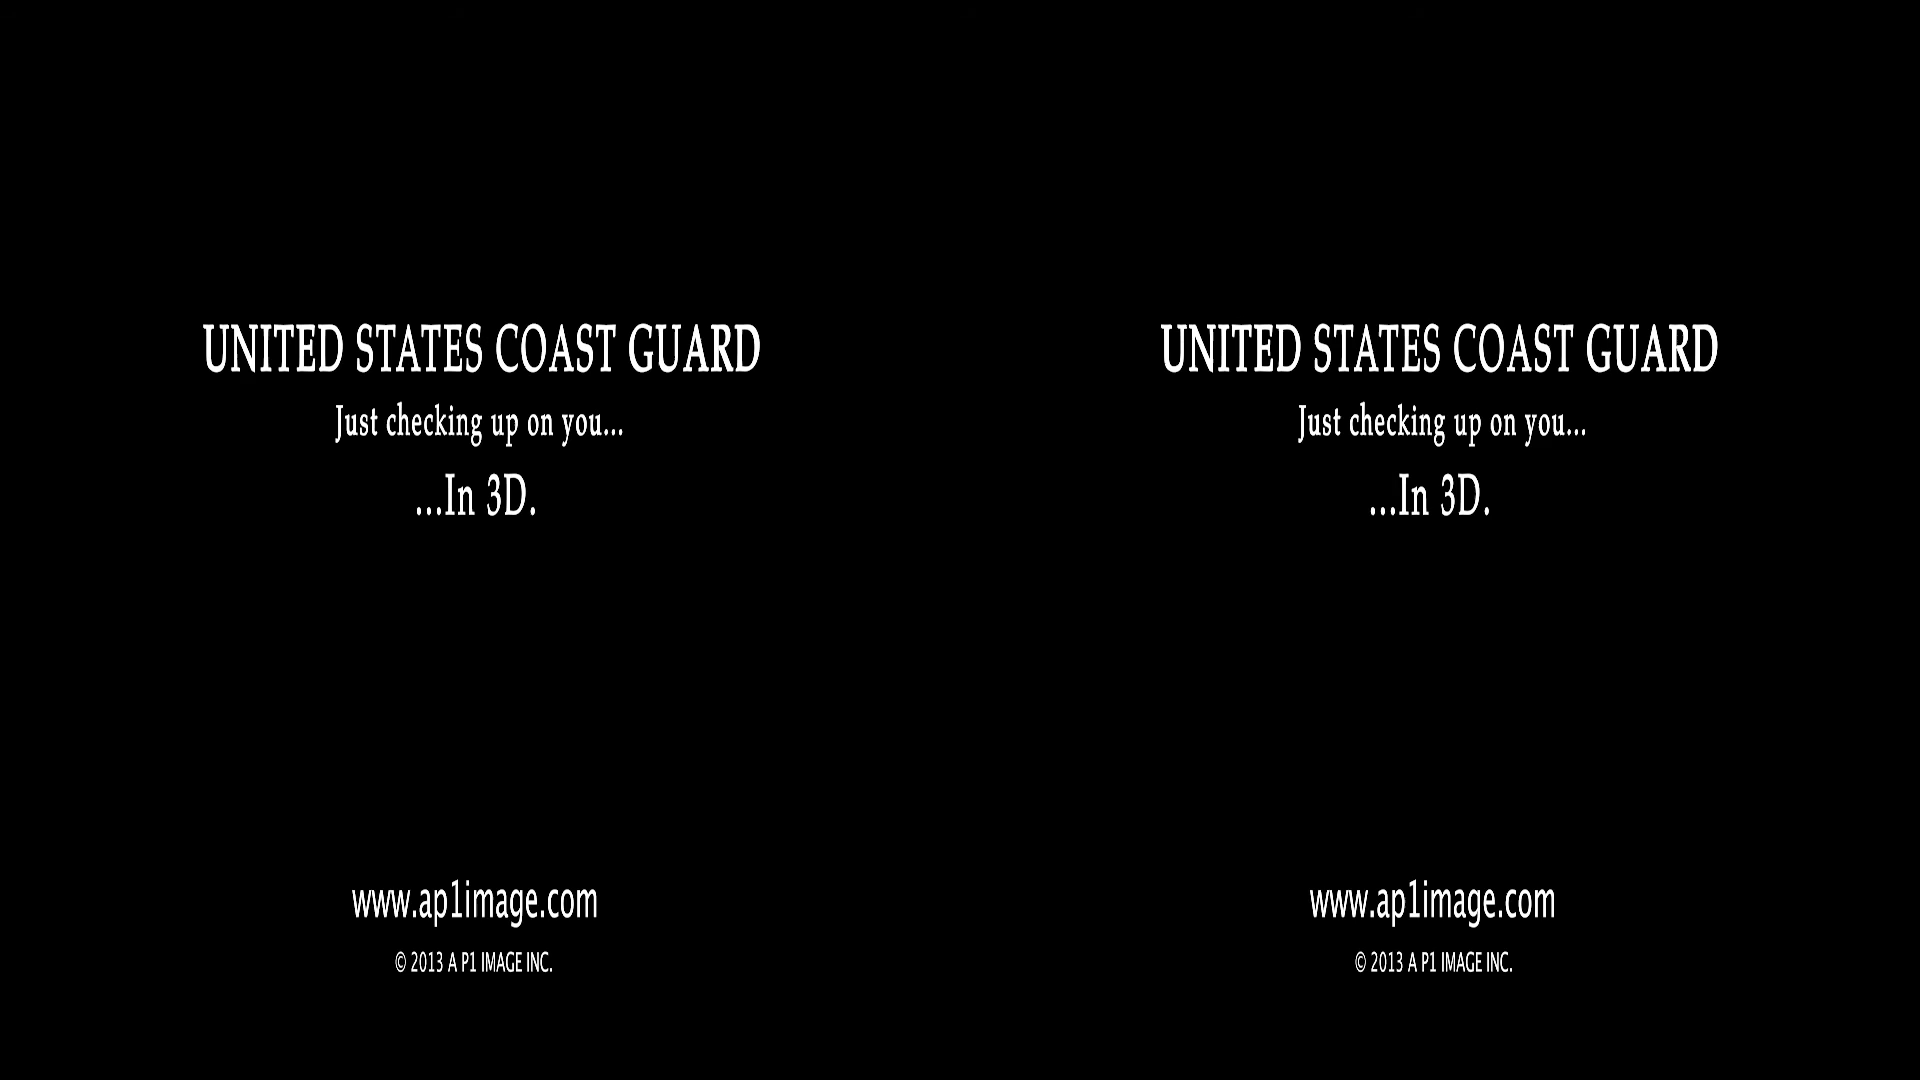 UNITED STATES COAST GUARD
Just checking up on you...
...In 3D.
www.ap1image.com
© 2013 A P1 IMAGE INC.
UNITED STATES COAST GUARD
Just checking up on you...
...In 3D.
www.ap1image.com
© 2013 A P1 IMAGE INC.